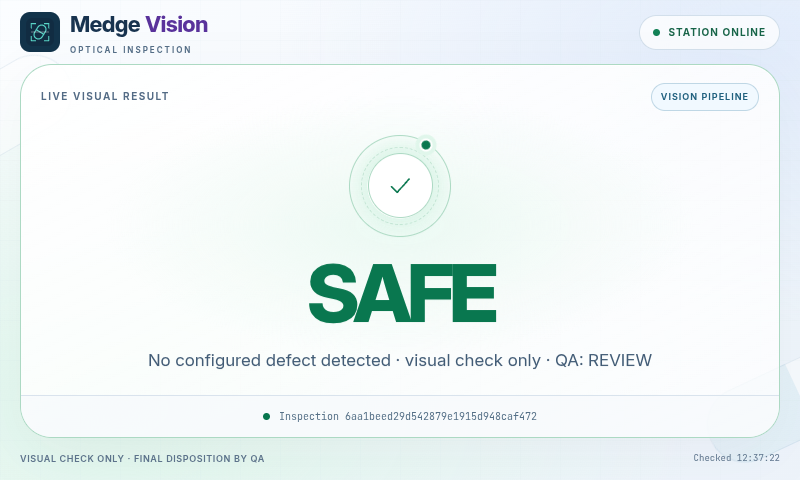 Medge Vision
OPTICAL INSPECTION
STATION ONLINE
LIVE VISUAL RESULT
VISION PIPELINE
SAFE
No configured defect detected · visual check only · QA: REVIEW
Inspection 6aa1beed29d542879e1915d948caf472
VISUAL CHECK ONLY · FINAL DISPOSITION BY QA
Checked 12:37:22